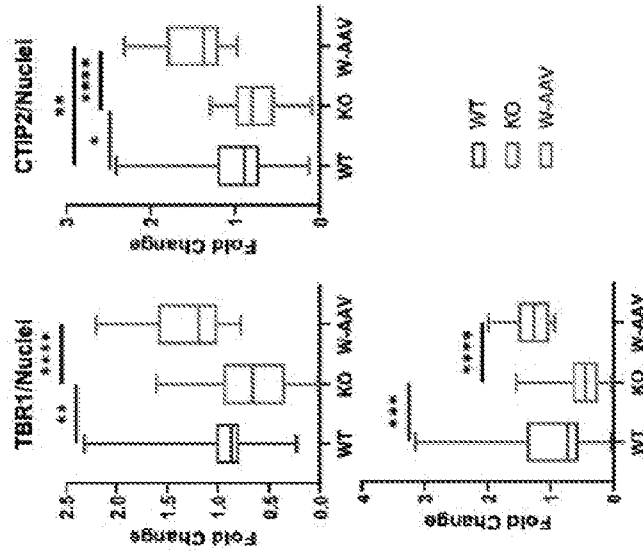 TBR1/Nuclei
****
**
2.5
2.0
1.5
1.0
0.5
0.0
Fold Change
WT
KO
W-AAV
CTIP2/Nuclei
**
****
*
3
2
1
0
Fold Change
WT
KO
W-AAV
***
****
4
3
2
1
0
Fold Change
WT
KO
W-AAV
WT
KO
W-AAV